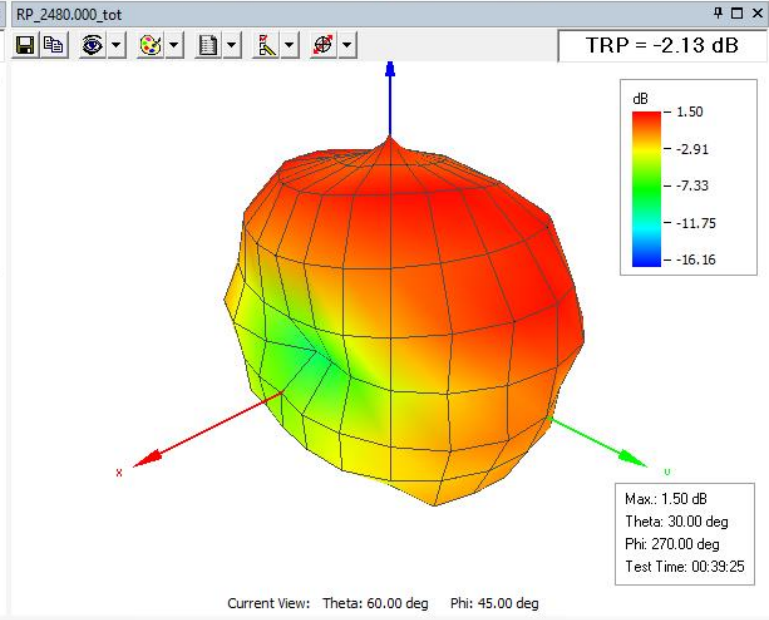 RP_2480.000_tot
TRP = -2.13 dB
dB
1.50
-2.91
-7.33
-11.75
-16.16
x
Max.: 1.50 dB
Theta: 30.00 deg
Phi: 270.00 deg
Test Time: 00:39:25
Current View: Theta: 60.00 deg Phi: 45.00 deg